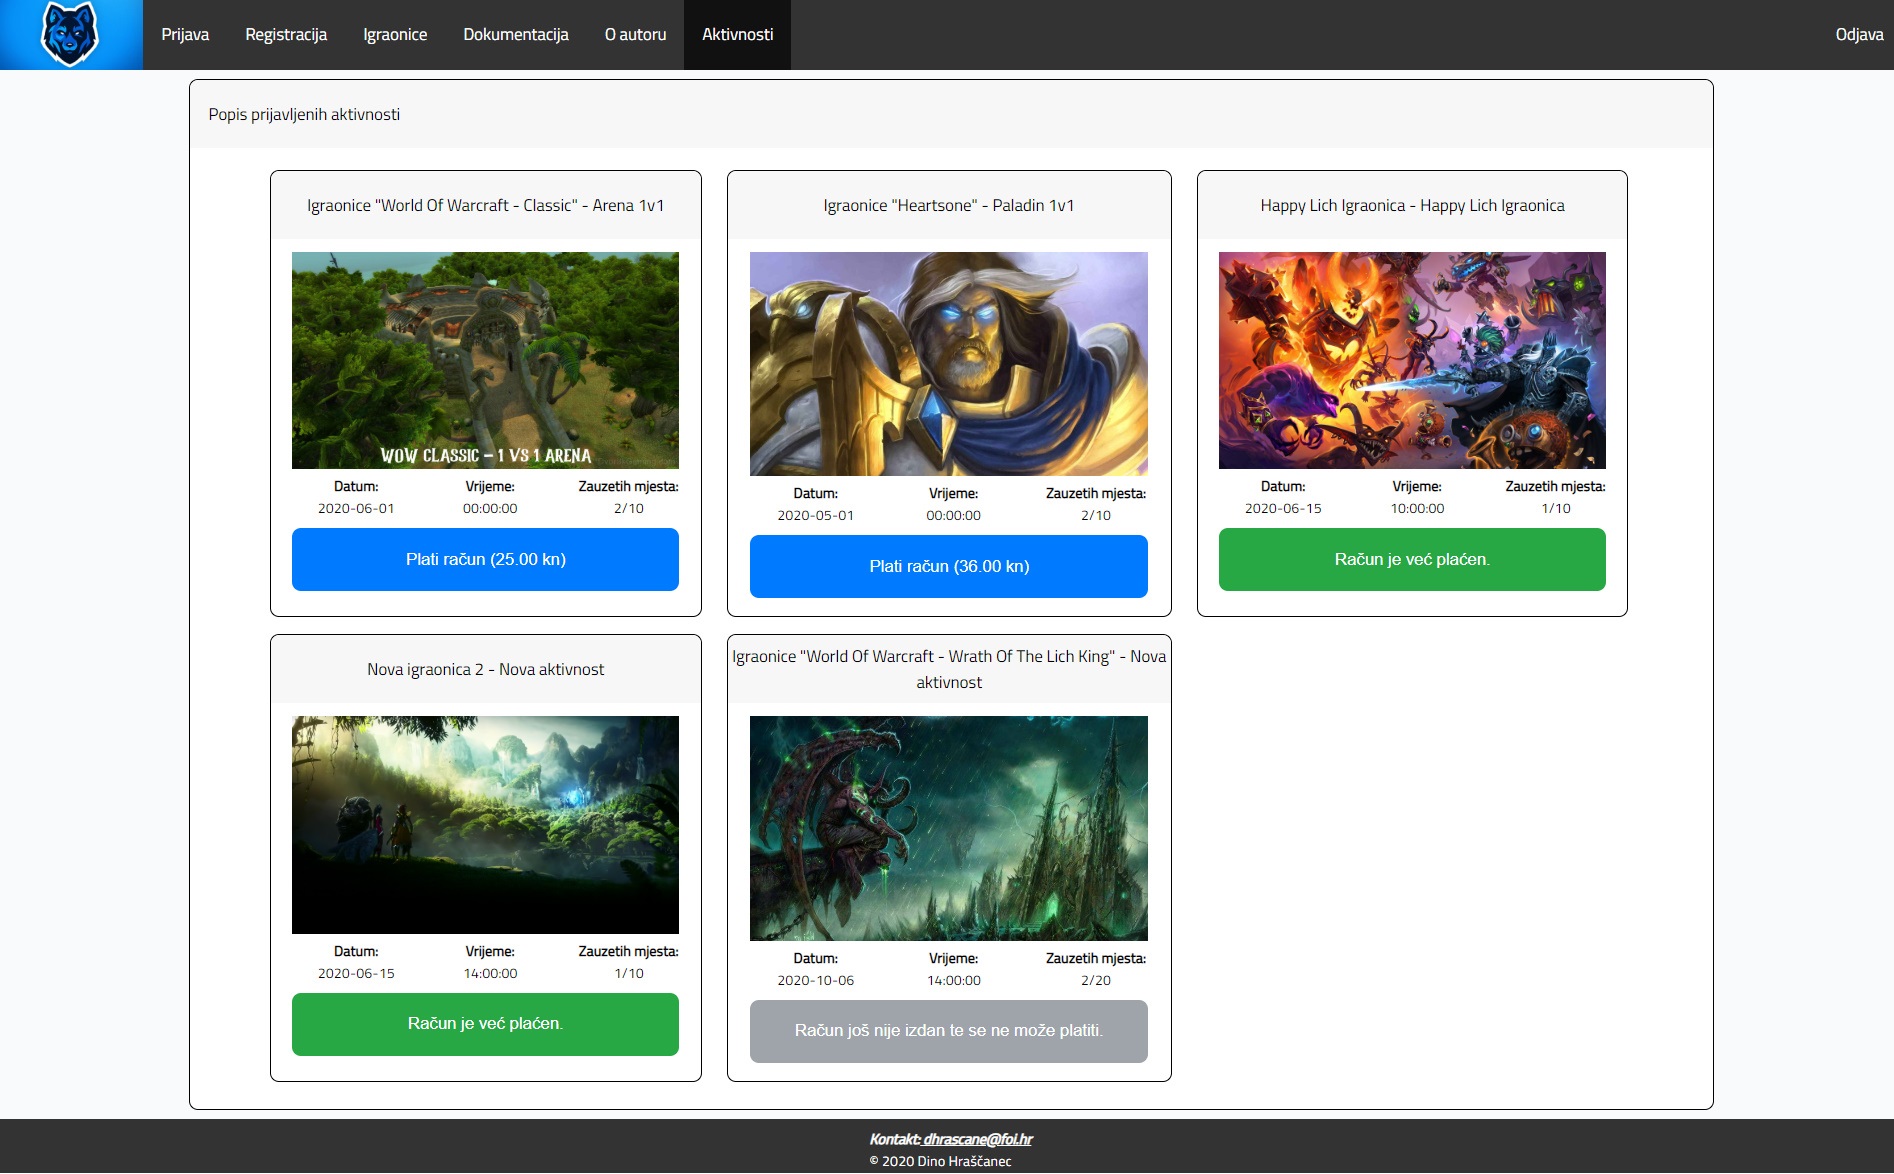 Prijava Registracija Igraonice Dokumentacija O autoru Aktivnosti Odjava
Popis prijavljenih aktivnosti
Igraonice "World Of Warcraft - Classic" - Arena 1v1
WOW CLASSIC - 1 VS 1 ARENA
Datum: Vrijeme: Zauzetih mjesta:
2020-06-01 00:00:00 2/10
Plati račun (25.00 kn)
Igraonice "Heartsone" - Paladin 1v1
Datum: Vrijeme: Zauzetih mjesta:
2020-05-01 00:00:00 2/10
Plati račun (36.00 kn)
Happy Lich Igraonica - Happy Lich Igraonica
Datum: Vrijeme: Zauzetih mjesta:
2020-06-15 10:00:00 1/10
Račun je već plaćen.
Nova igraonica 2 - Nova aktivnost
Datum: Vrijeme: Zauzetih mjesta:
2020-06-15 14:00:00 1/10
Račun je već plaćen.
Igraonice "World Of Warcraft - Wrath Of The Lich King" - Nova
aktivnost
Datum: Vrijeme: Zauzetih mjesta:
2020-10-06 14:00:00 2/20
Račun još nije izdan te se ne može platiti.
Kontakt: dhrascane@foi.hr
© 2020 Dino Hraščanec